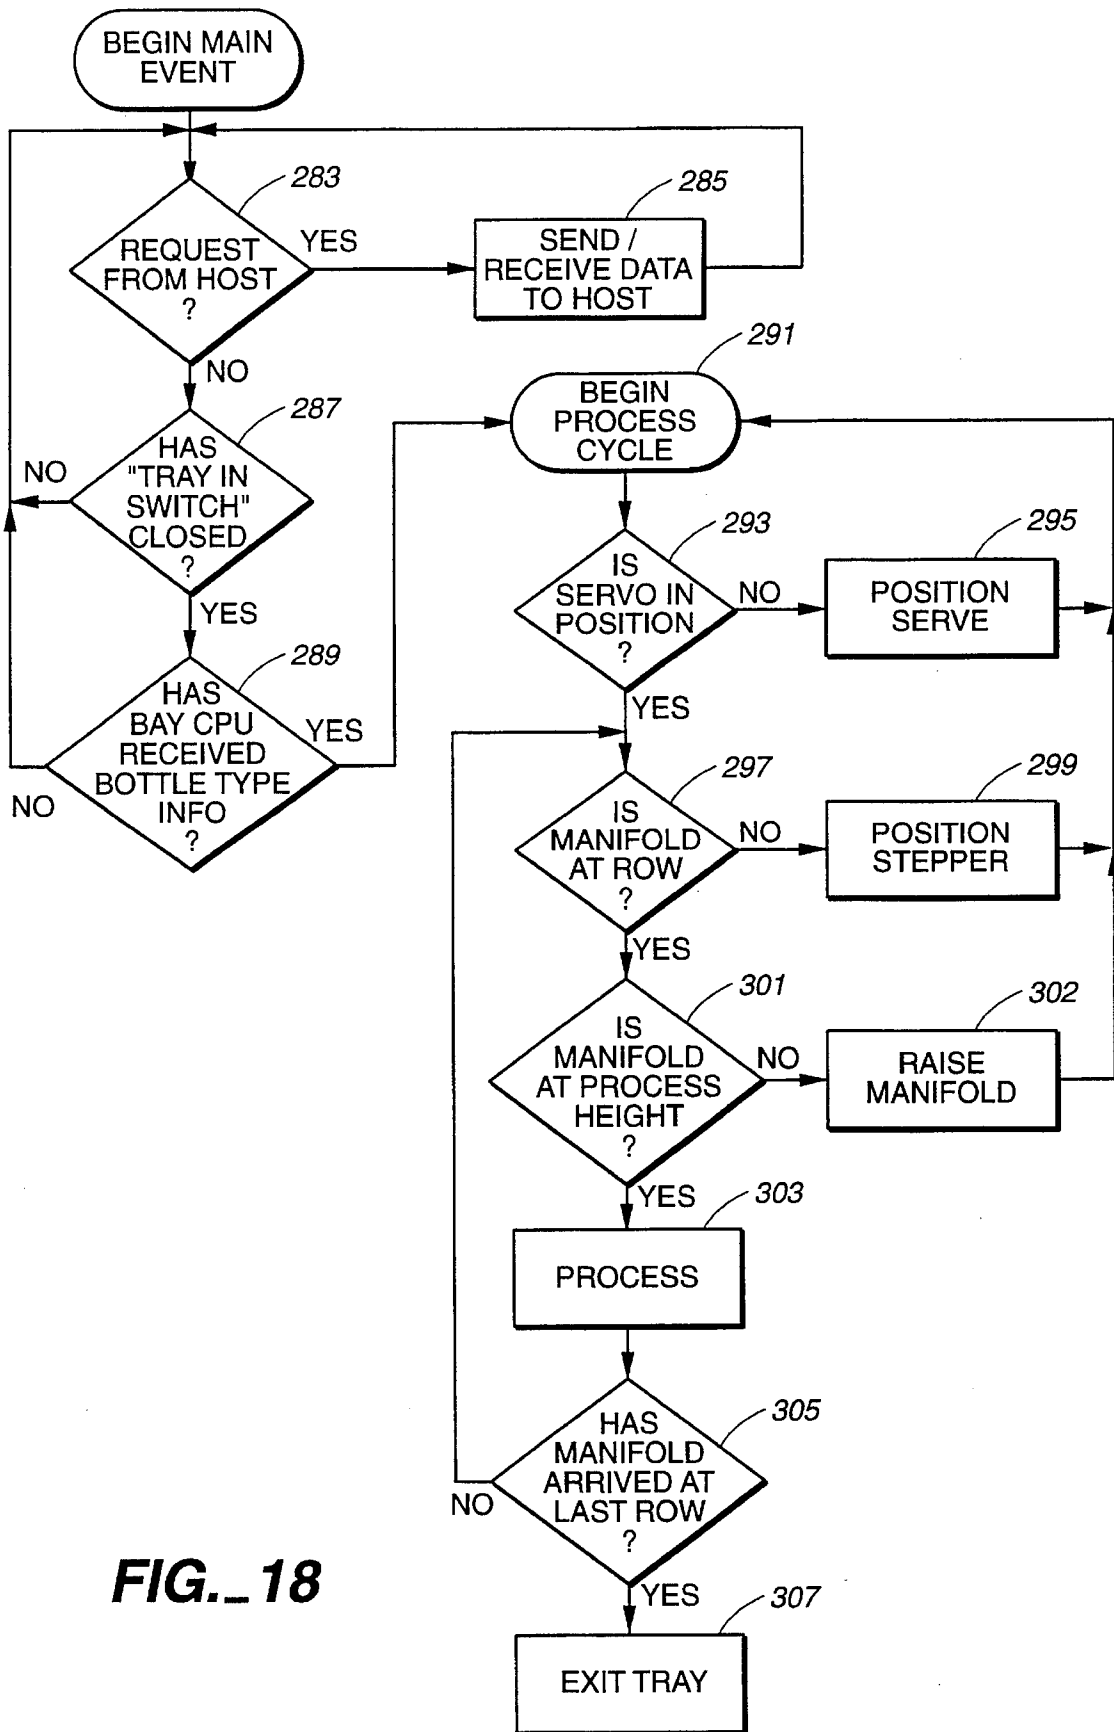 BEGIN MAIN
EVENT
283
REQUEST
FROM HOST
?
YES
285
SEND /
RECEIVE DATA
TO HOST
NO
287
HAS
"TRAY IN
SWITCH"
CLOSED
?
NO
YES
289
HAS
BAY CPU
RECEIVED
BOTTLE TYPE
INFO
?
YES
NO
291
BEGIN
PROCESS
CYCLE
293
IS
SERVO IN
POSITION
?
NO
295
POSITION
SERVE
YES
297
IS
MANIFOLD
AT ROW
?
NO
299
POSITION
STEPPER
YES
301
IS
MANIFOLD
AT PROCESS
HEIGHT
?
NO
302
RAISE
MANIFOLD
YES
303
PROCESS
305
HAS
MANIFOLD
ARRIVED AT
LAST ROW
?
NO
YES
307
EXIT TRAY
FIG._18